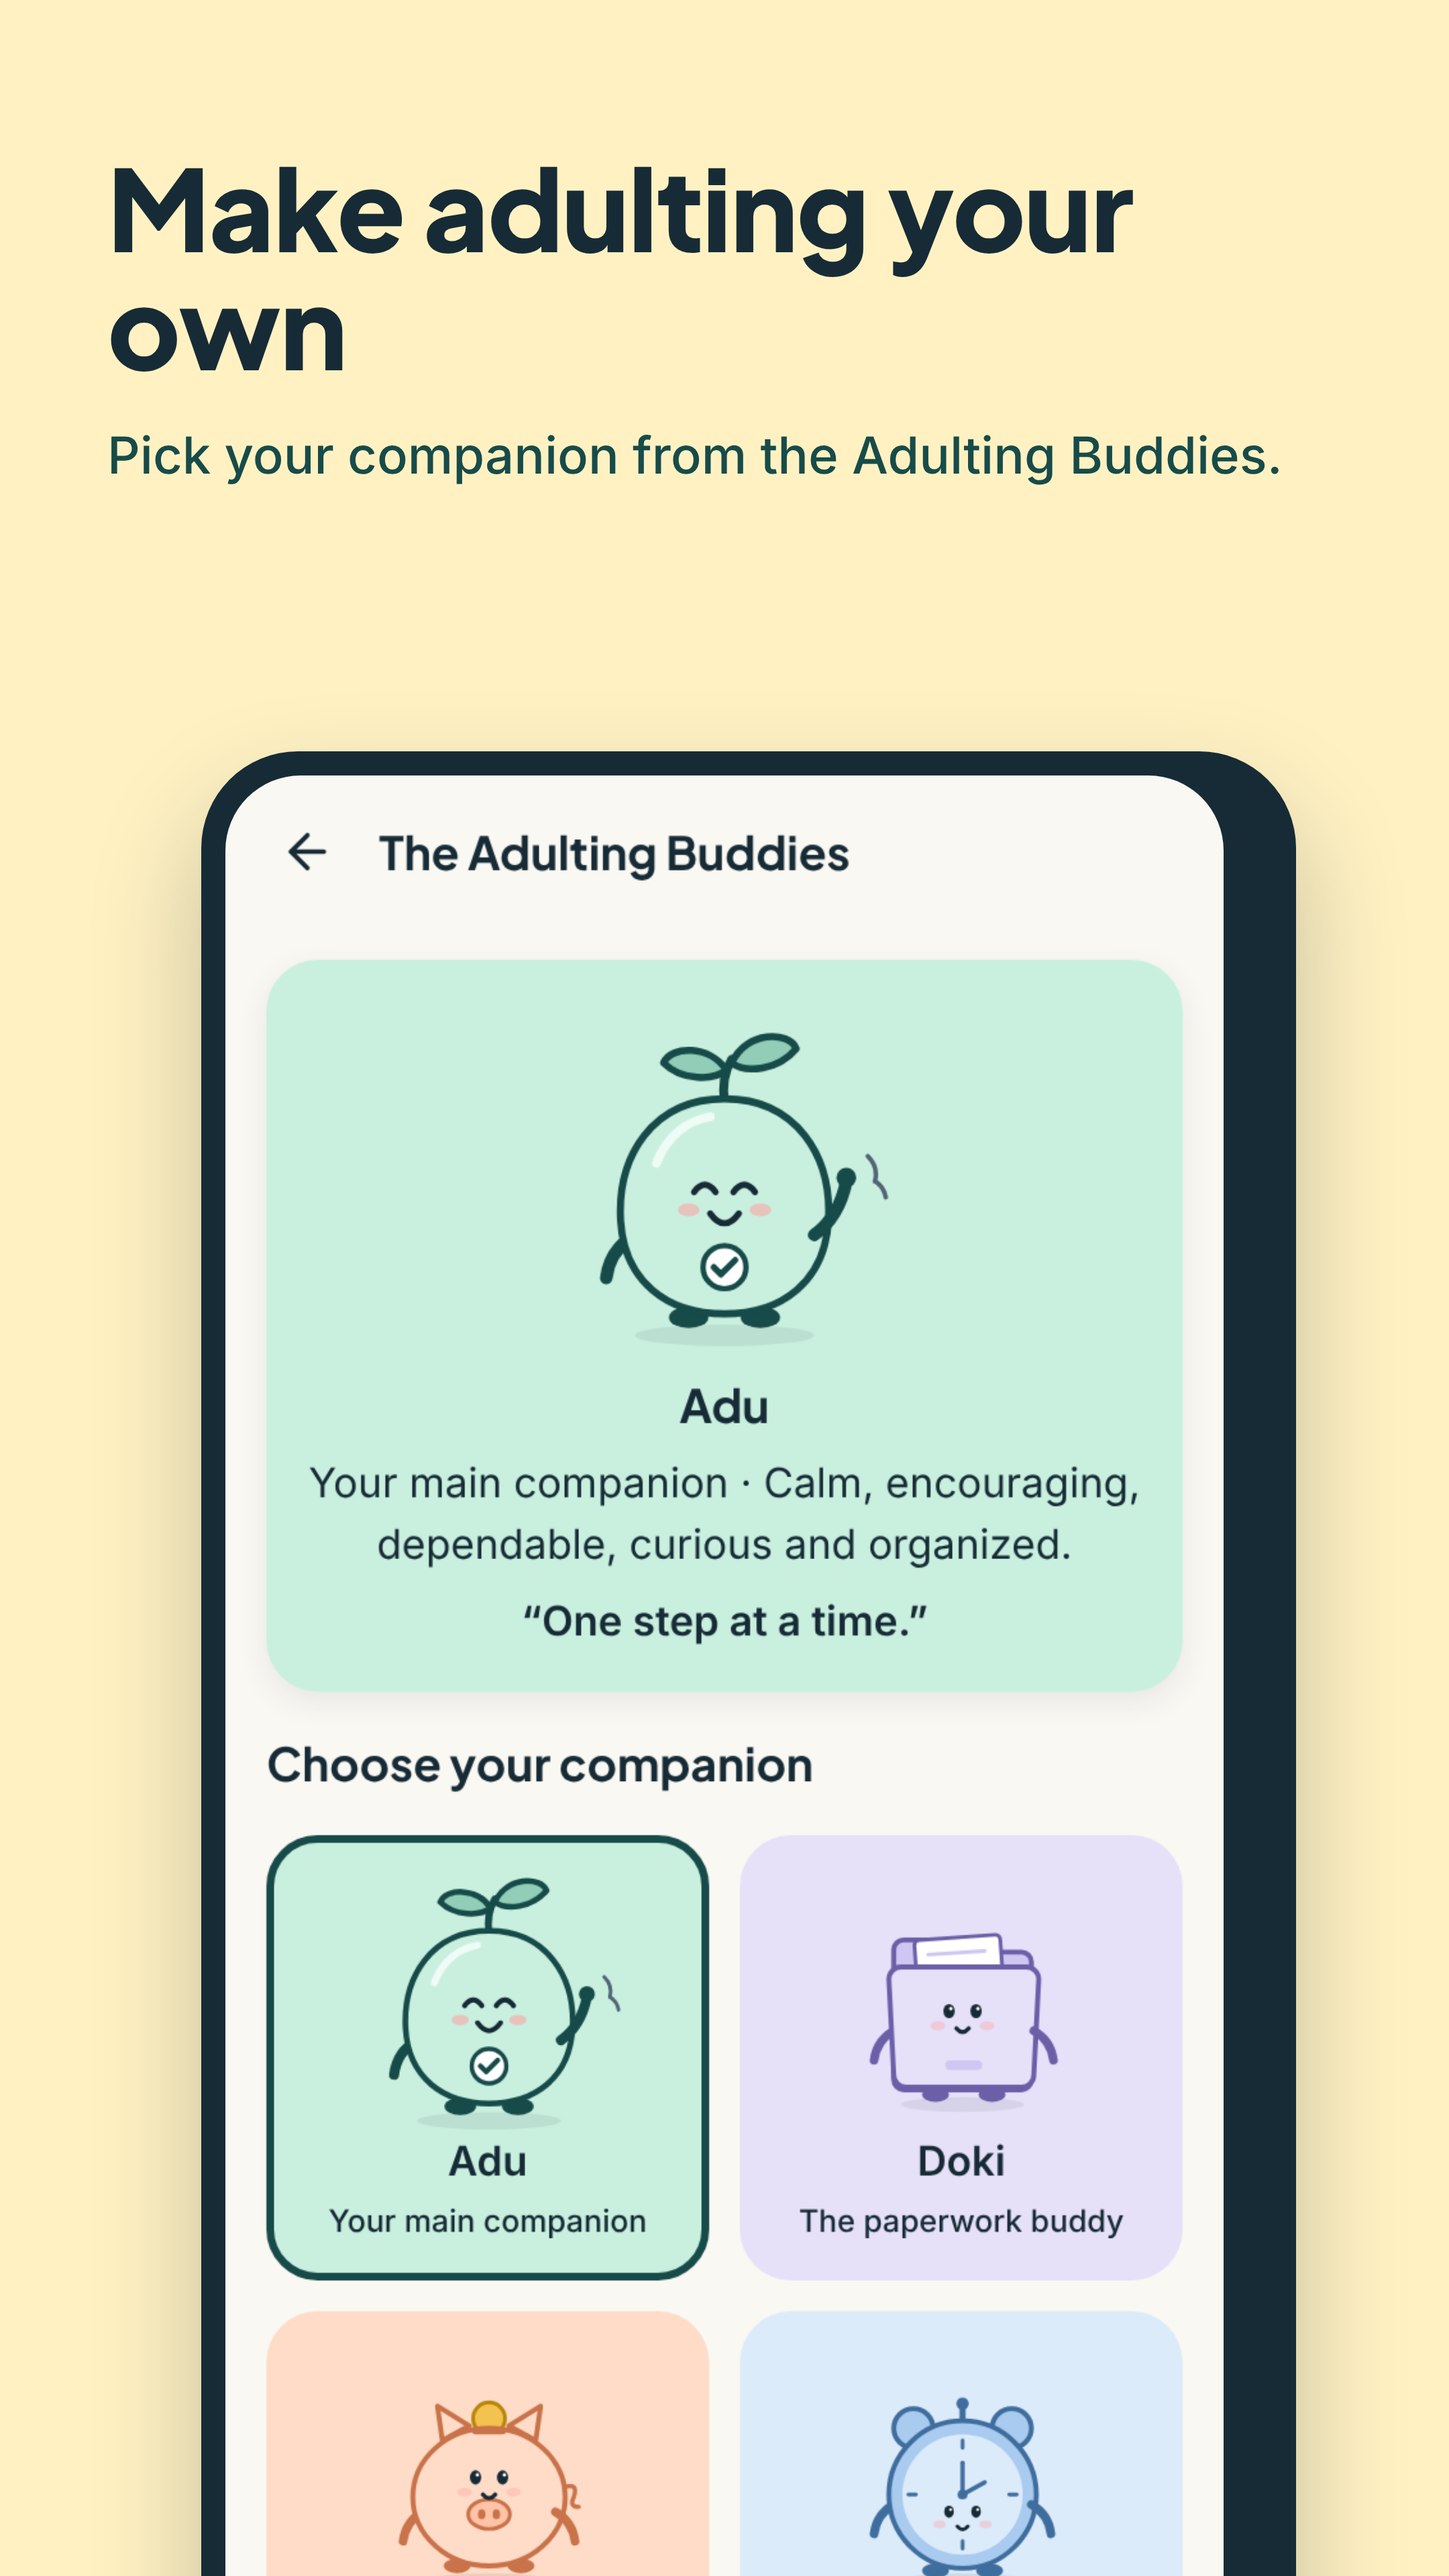 Make adulting your
own
Pick your companion from the Adulting Buddies.
The Adulting Buddies
Adu
Your main companion · Calm, encouraging,
dependable, curious and organized.
“One step at a time.”
Choose your companion
Adu
Your main companion
Doki
The paperwork buddy